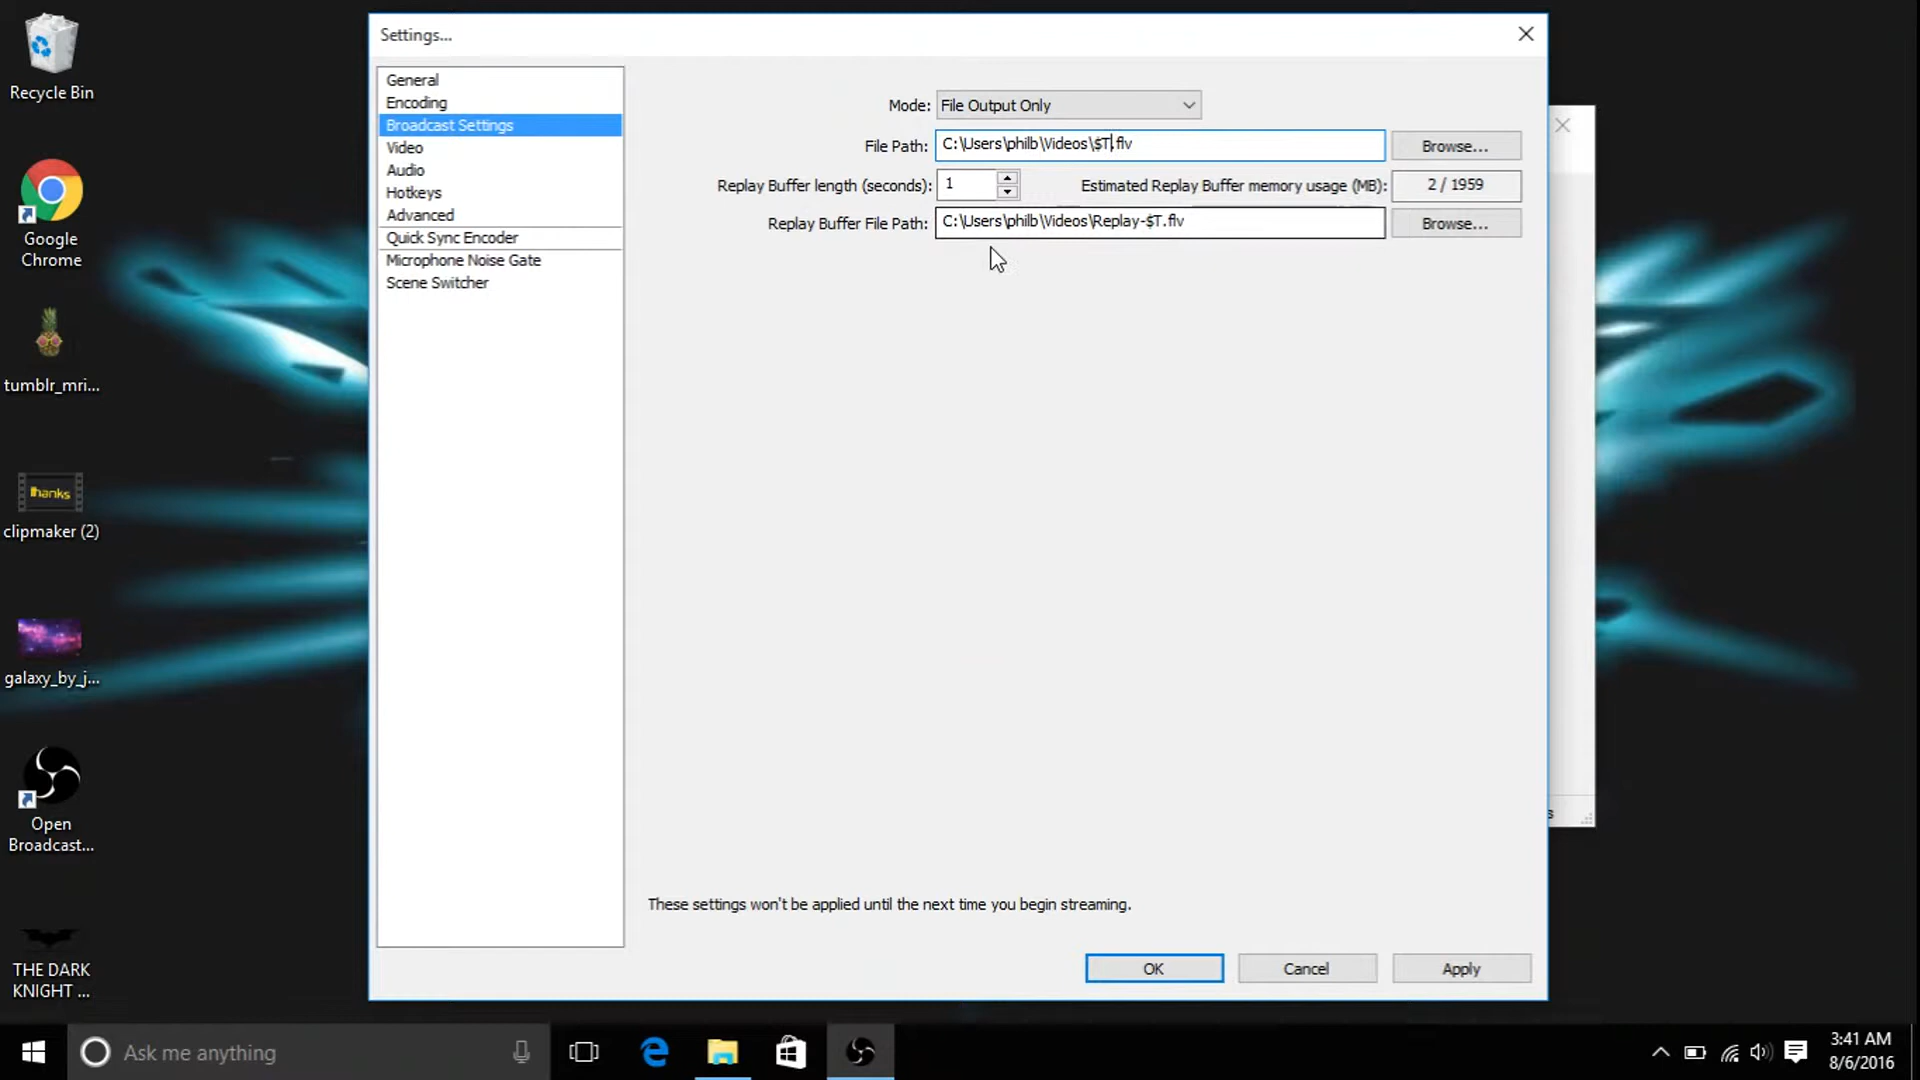 Recycle Bin
Google
Chrome
tumblr_mri...
thanks
clipmaker (2)
galaxy_by_j...
Open
Broadcast...
THE DARK
KNIGHT ...
Settings...
General
Encoding
Broadcast Settings
Video
Audio
Hotkeys
Advanced
Quick Sync Encoder
Microphone Noise Gate
Scene Switcher
Mode: File Output Only
File Path: C:\Users\philb\Videos\$T.flv Browse...
Replay Buffer length (seconds): 1 Estimated Replay Buffer memory usage (MB): 2 / 1959
Replay Buffer File Path: C:\Users\philb\Videos\Replay-$T.flv Browse...
These settings won't be applied until the next time you begin streaming.
OK Cancel Apply
s
Ask me anything
3:41 AM
8/6/2016